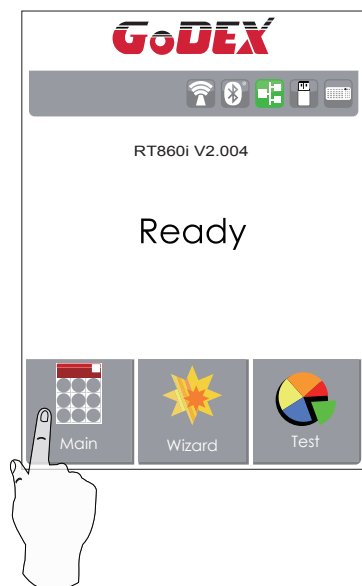 GODEX
RT860i V2.004
Ready
Main
Wizard
Test